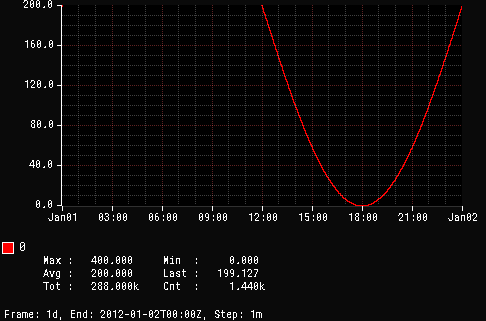 200.0
160.0
120.0
80.0
40.0
0.0
Jan01 03:00 06:00 09:00 12:00 15:00 18:00 21:00 Jan02
0
Max : 400.000 Min : 0.000
Avg : 200.000 Last : 199.127
Tot : 288.000k Cnt : 1.440k
Frame: 1d, End: 2012-01-02T00:00Z, Step: 1m